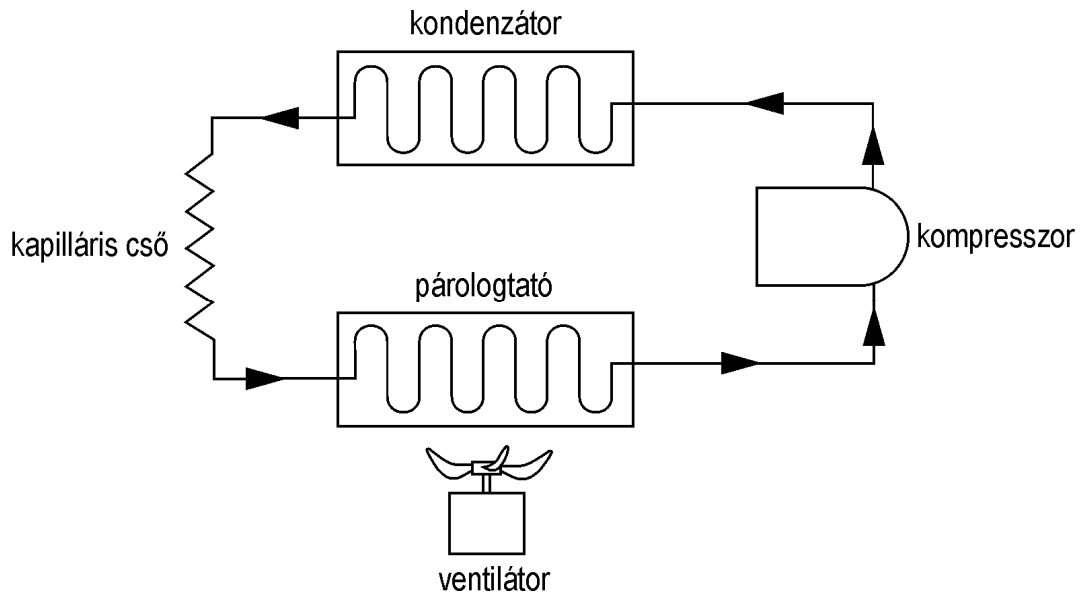 kondenzátor
kapilláris cső
kompresszor
párologtató
ventilátor